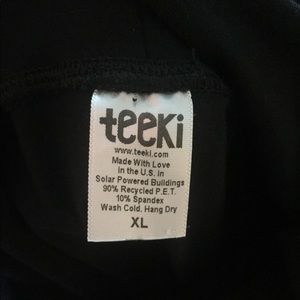 teeki
www.teeki.com
Made With Love
in the U.S. in
Solar Powered Buildings
90% Recycled P.E.T.
10% Spandex
Wash Cold, Hang Dry
XL